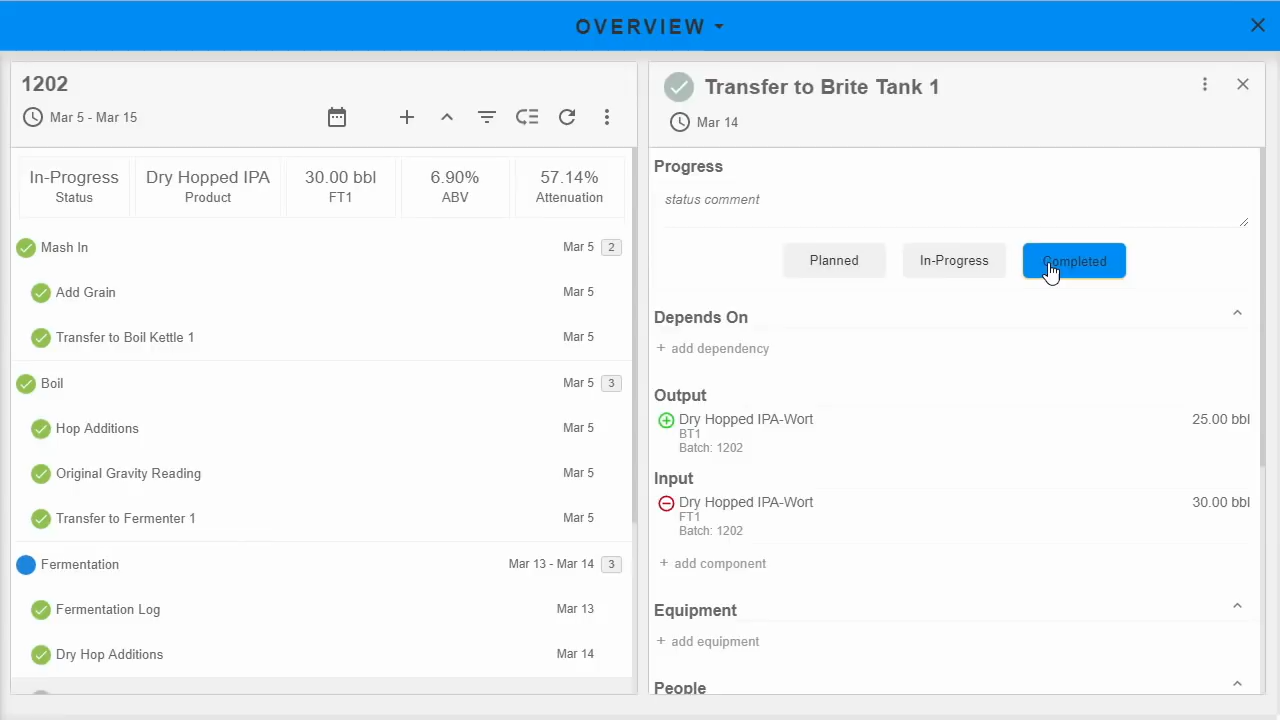 OVERVIEW
1202
Mar 5 - Mar 15
In-Progress
Status
Dry Hopped IPA
Product
30.00 bbl
FT1
6.90%
ABV
57.14%
Attenuation
Mash In Mar 5 2
Add Grain Mar 5
Transfer to Boil Kettle 1 Mar 5
Boil Mar 5 3
Hop Additions Mar 5
Original Gravity Reading Mar 5
Transfer to Fermenter 1 Mar 5
Fermentation Mar 13 - Mar 14 3
Fermentation Log Mar 13
Dry Hop Additions Mar 14
Transfer to Brite Tank 1
Mar 14
Progress
status comment
Planned In-Progress Completed
Depends On
+ add dependency
Output
Dry Hopped IPA-Wort 25.00 bbl
BT1
Batch: 1202
Input
Dry Hopped IPA-Wort 30.00 bbl
FT1
Batch: 1202
+ add component
Equipment
+ add equipment
People